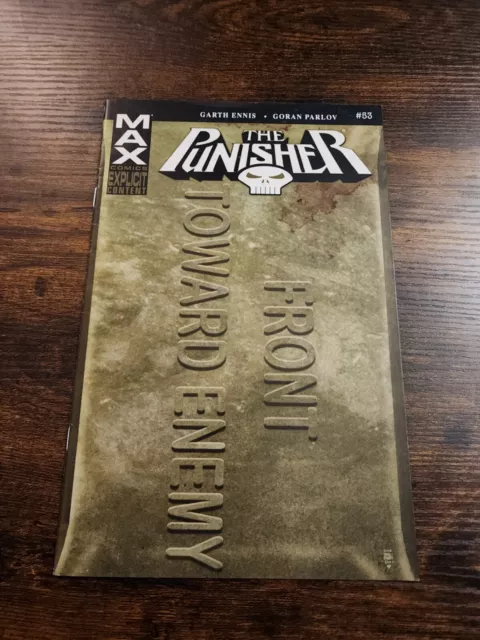 GARTH ENNIS • GORAN PARLOV #53
MAX
COMICS
EXPLICIT
CONTENT
THE
PUNISHER
FRONT
TOWARD ENEMY